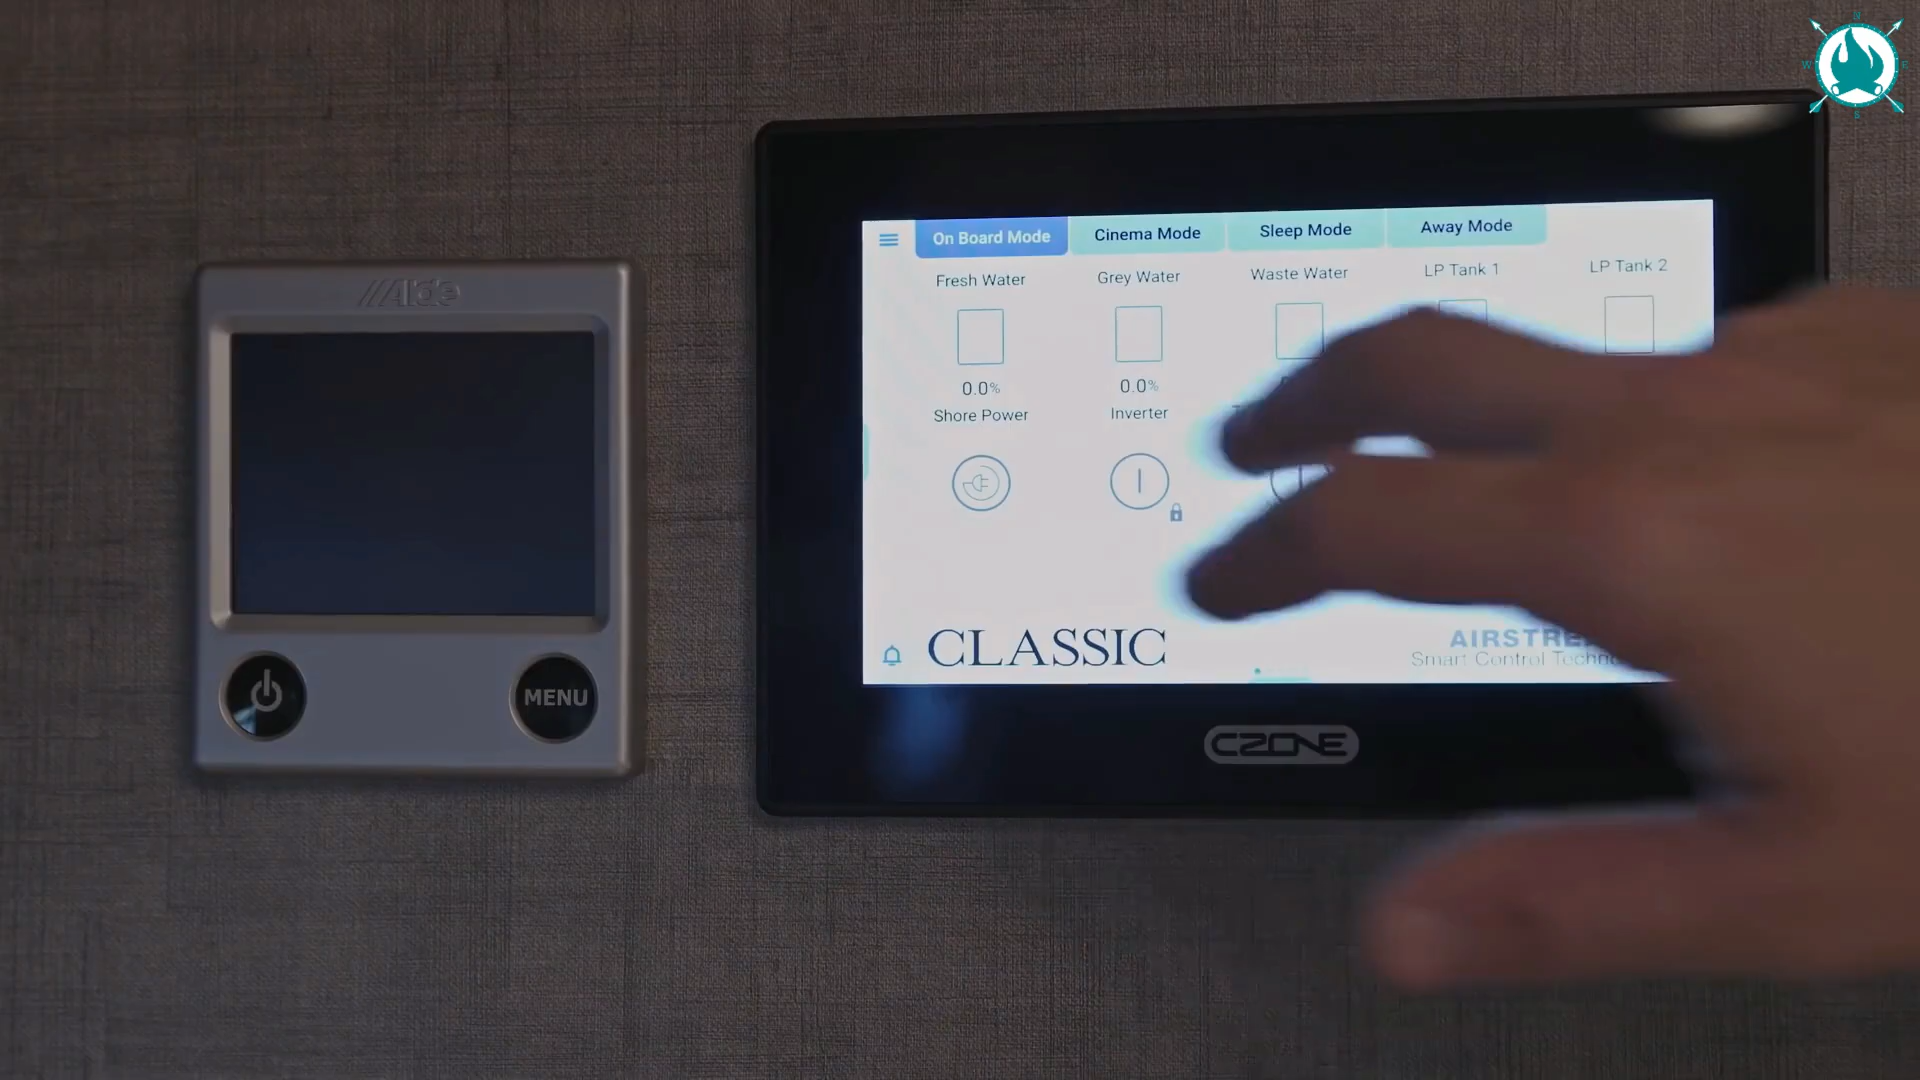 N
W E
S
Alde
MENU
On Board Mode Cinema Mode Sleep Mode Away Mode
Fresh Water Grey Water Waste Water LP Tank 1 LP Tank 2
0.0% 0.0%
Shore Power Inverter
CLASSIC
Smart Control
CZONE